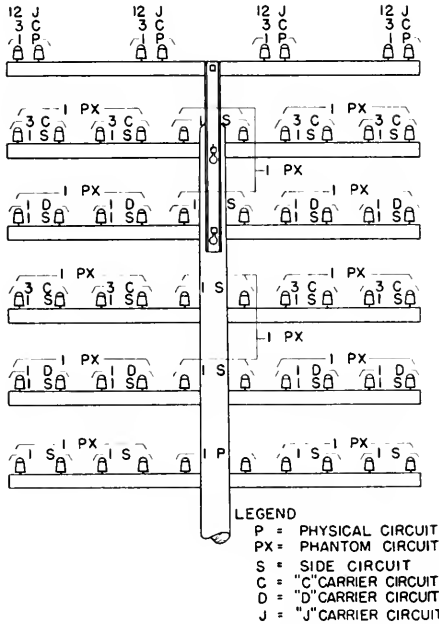 12 J 12 J 12 J 12 J
3 C 3 C 3 C 3 C
1 P 1 P 1 P 1 P
1 PX 1 PX
3 C 3 C 1 S 3 C 3 C
1 S 1 S 1 S 1 S
1 PX
1 PX 1 PX
1 D 1 D 1 S 1 D 1 D
1 S 1 S 1 S 1 S
1 PX 1 PX
3 C 3 C 1 S 3 C 3 C
1 S 1 S 1 S 1 S
1 PX
1 PX 1 PX
1 D 1 D 1 S 1 D 1 D
1 S 1 S 1 S 1 S
1 PX 1 PX
1 S 1 S 1 P 1 S 1 S
LEGEND
P = PHYSICAL CIRCUIT
PX = PHANTOM CIRCUIT
S = SIDE CIRCUIT
C = "C" CARRIER CIRCUIT
D = "D" CARRIER CIRCUIT
J = "J" CARRIER CIRCUIT